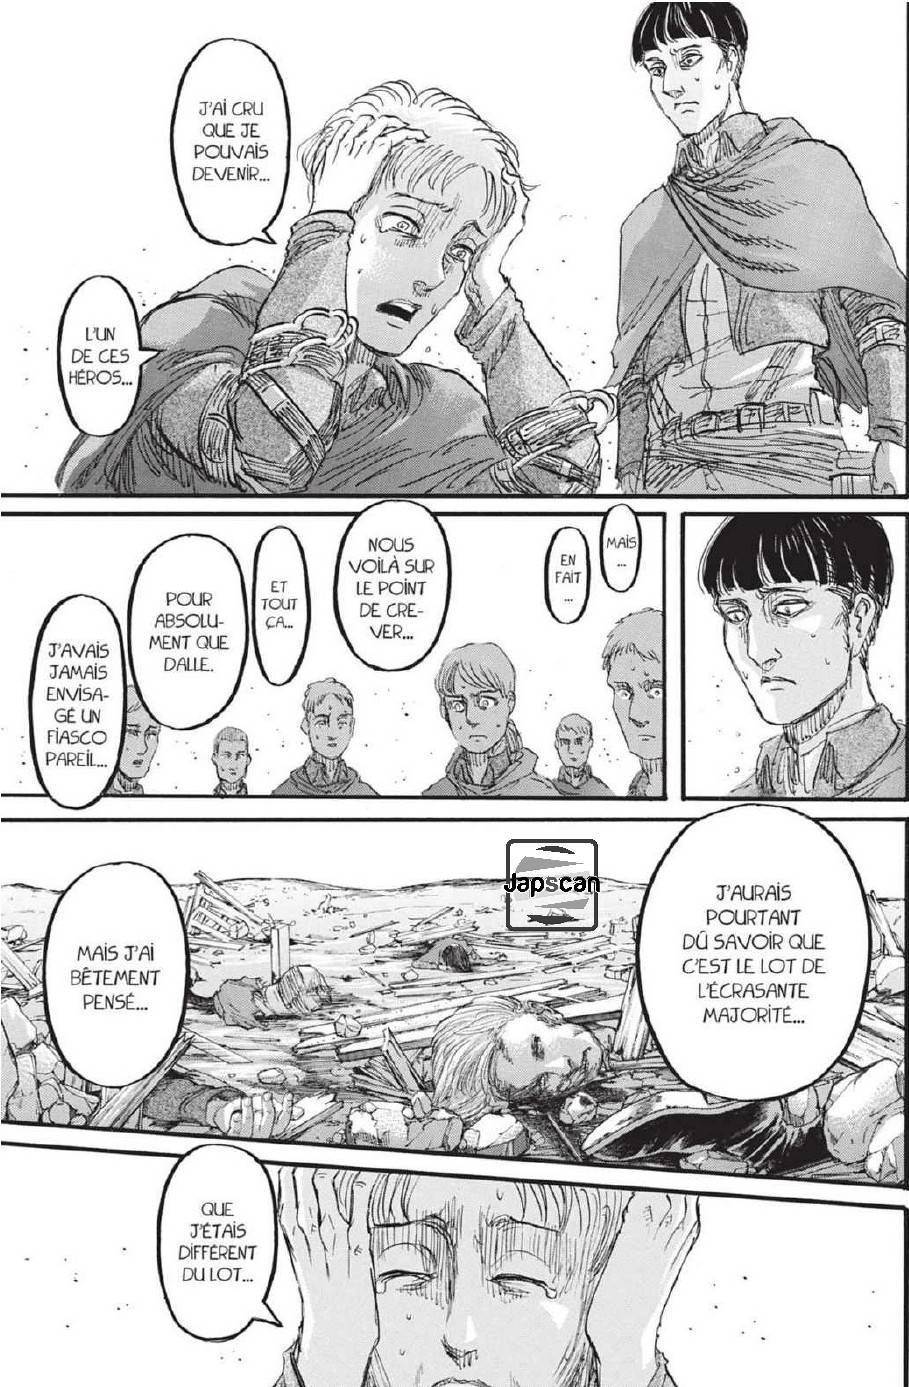 J'AI CRU
QUE JE
POUVAIS
DEVENIR...
L'UN
DE CES
HÉROS...
MAIS
...
EN
FAIT
...
NOUS
VOILÀ SUR
LE POINT
DE CRE-
VER...
ET
TOUT
ÇA...
POUR
ABSOLU-
MENT QUE
DALLE.
J'AVAIS
JAMAIS
ENVISA-
GÉ UN
FIASCO
PAREIL...
J'AURAIS
POURTANT
DÛ SAVOIR QUE
C'EST LE LOT DE
L'ÉCRASANTE
MAJORITÉ...
Japscan
MAIS J'AI
BÊTEMENT
PENSÉ...
QUE
J'ÉTAIS
DIFFÉRENT
DU LOT...